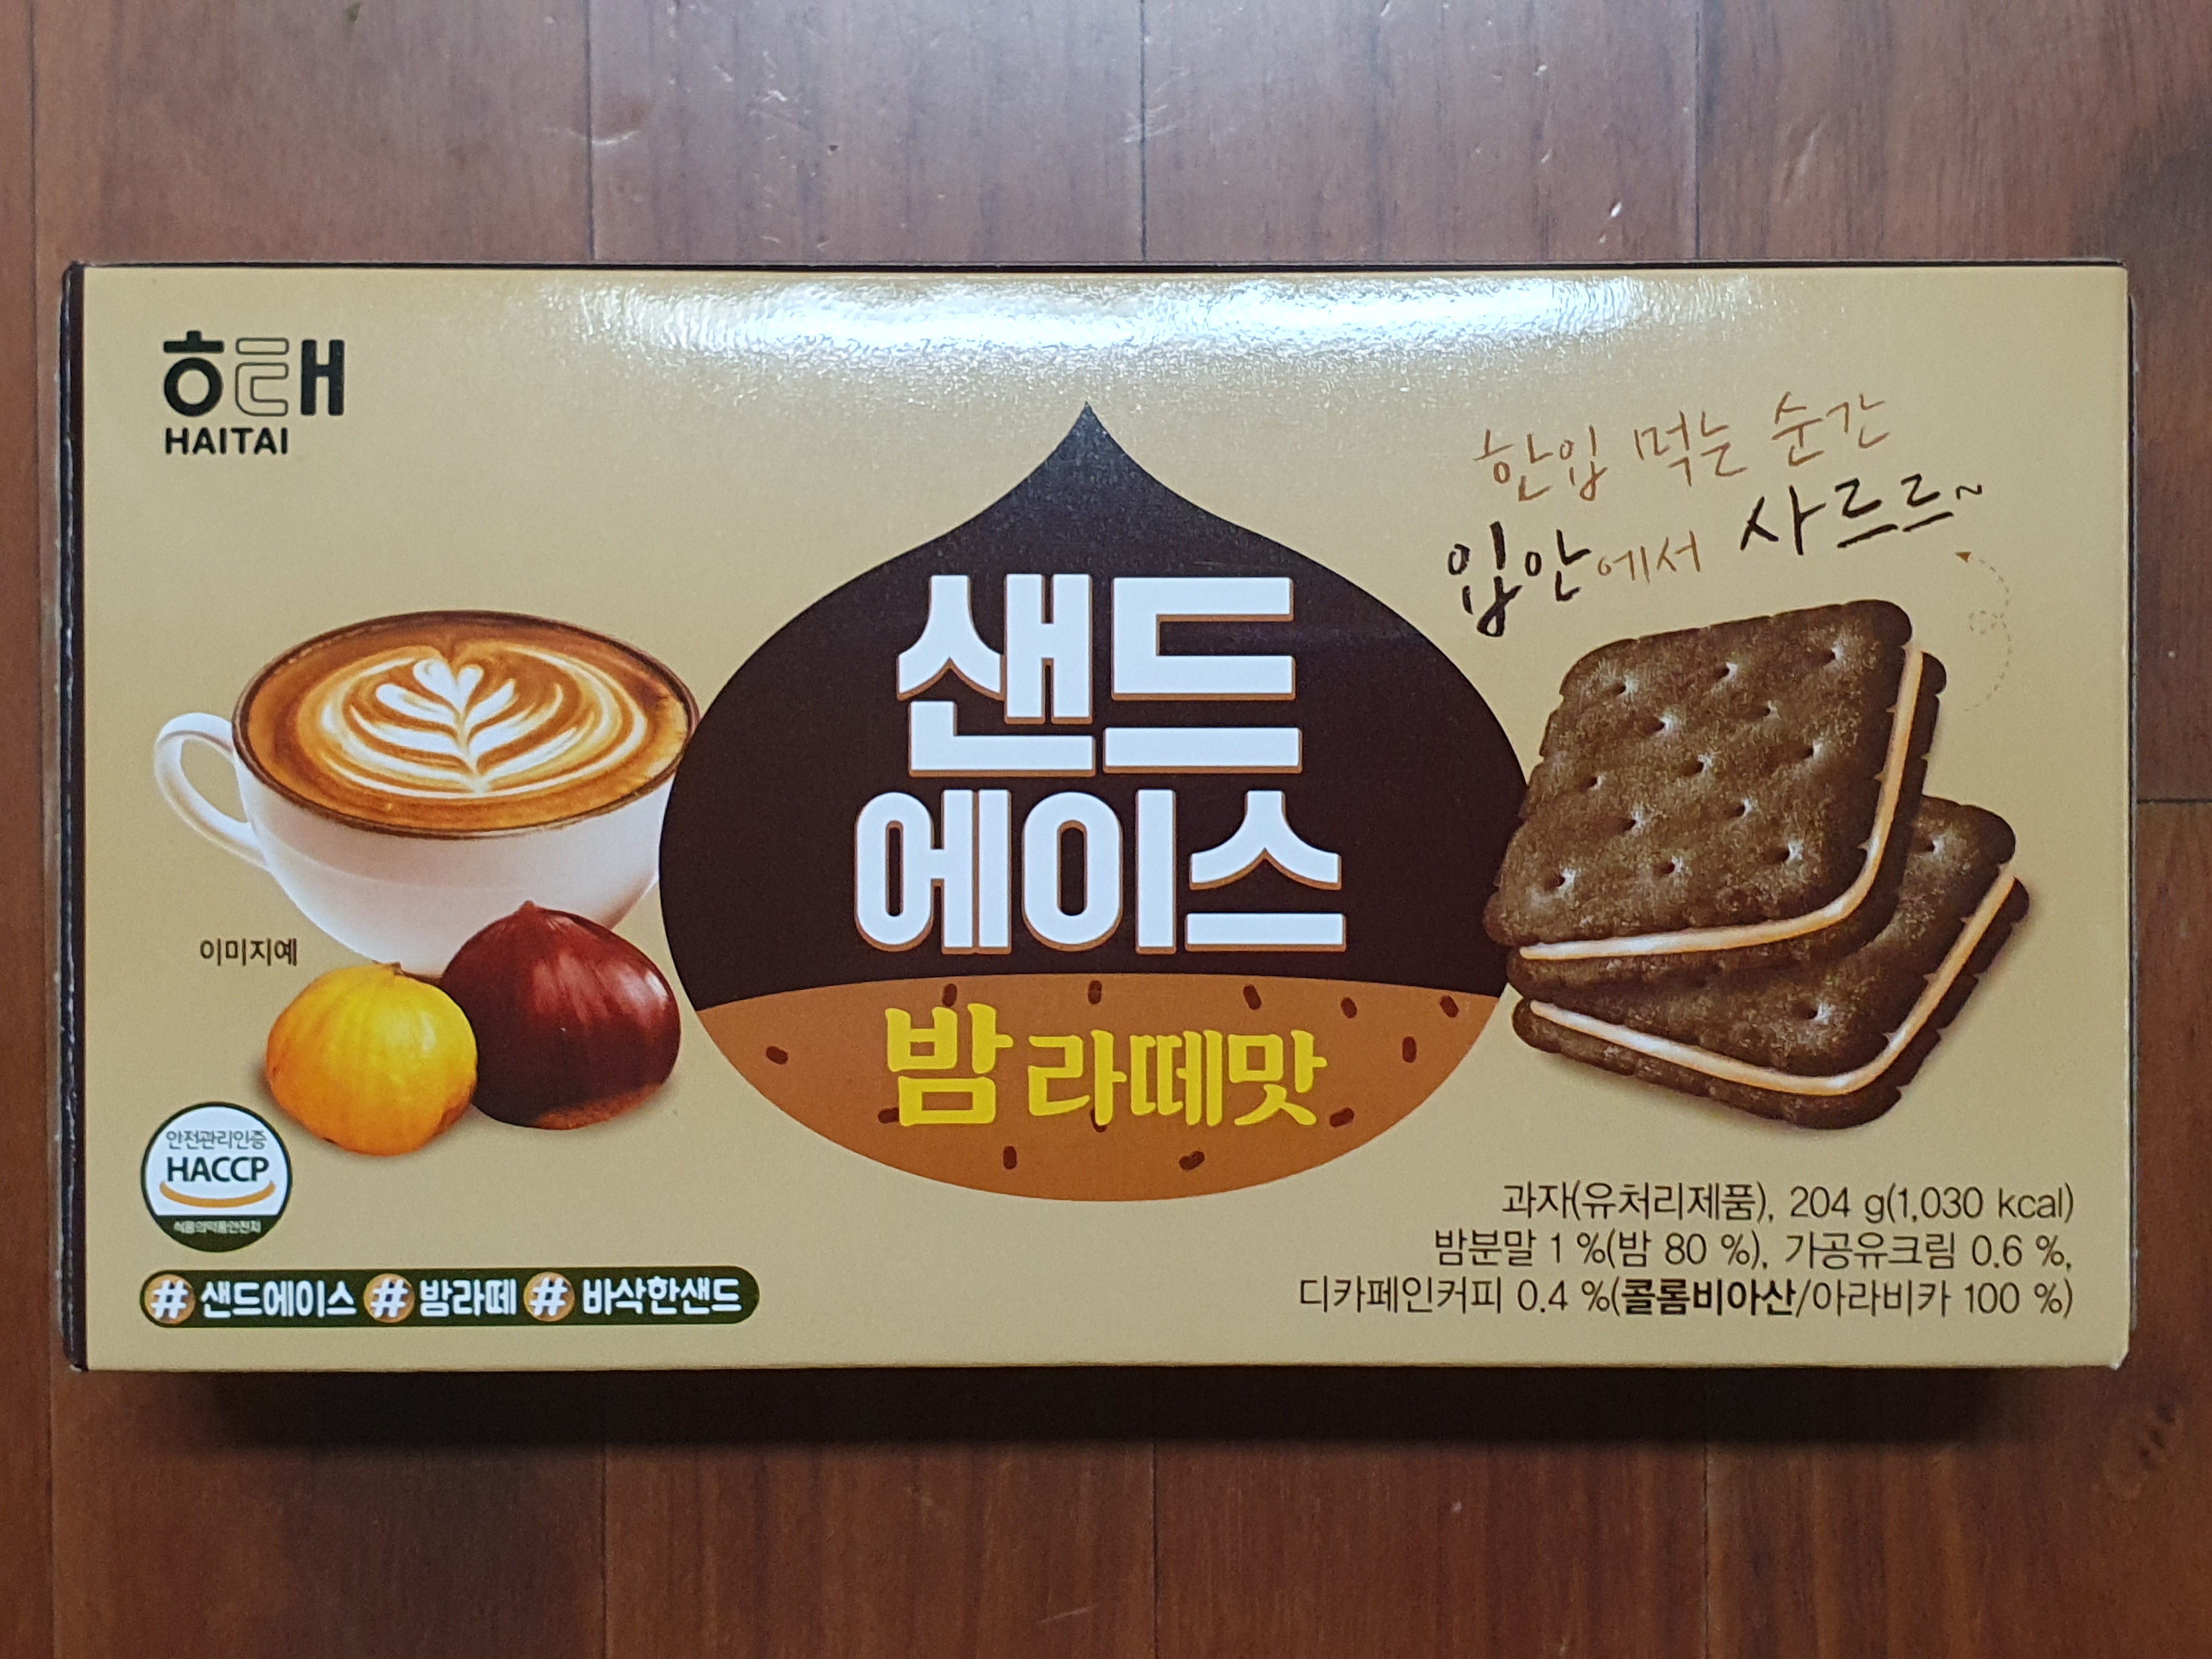 해태
HAITAI
한입 먹는 순간
입안에서 사르르~
샌드
에이스
밤 라떼맛
이미지예
안전관리인증
HACCP
식품의약품안전처
# 샌드에이스 # 밤라떼 # 바삭한샌드
과자(유처리제품), 204 g(1,030 kcal)
밤분말 1 %(밤 80 %), 가공유크림 0.6 %,
디카페인커피 0.4 %(콜롬비아산/아라비카 100 %)